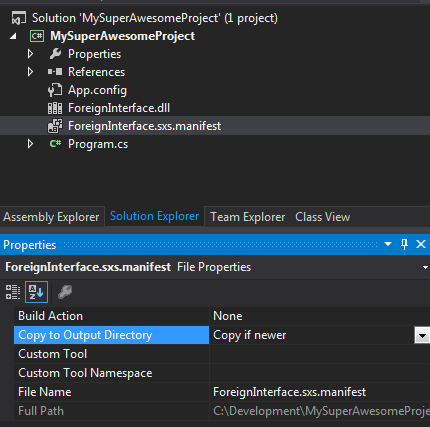 Solution 'MySuperAwesomeProject' (1 project)
C# MySuperAwesomeProject
Properties
References
App.config
ForeignInterface.dll
ForeignInterface.sxs.manifest
C# Program.cs
Assembly Explorer Solution Explorer Team Explorer Class View
Properties
ForeignInterface.sxs.manifest File Properties
Build Action None
Copy to Output Directory Copy if newer
Custom Tool
Custom Tool Namespace
File Name ForeignInterface.sxs.manifest
Full Path C:\Development\MySuperAwesomeProje